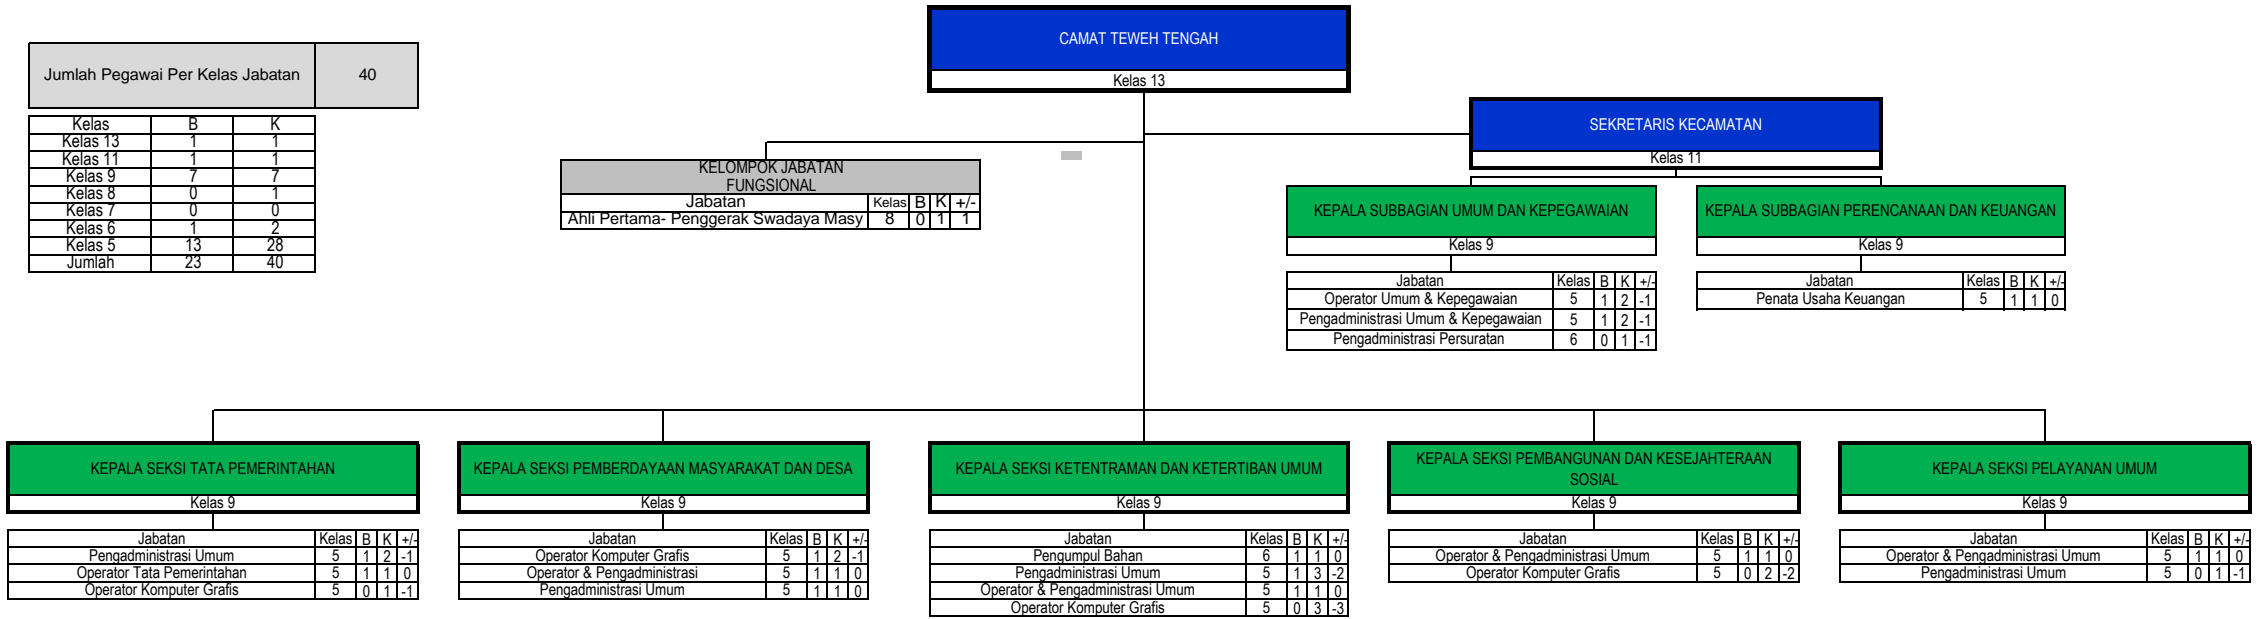 CAMAT TEWEH TENGAH
Kelas 13
Jumlah Pegawai Per Kelas Jabatan 40
Kelas B K
Kelas 13 1 1
Kelas 11 1 1
Kelas 9 7 7
Kelas 8 0 1
Kelas 7 0 0
Kelas 6 1 2
Kelas 5 13 28
Jumlah 23 40
SEKRETARIS KECAMATAN
Kelas 11
KELOMPOK JABATAN
FUNGSIONAL
Jabatan Kelas B K +/-
Ahli Pertama- Penggerak Swadaya Masy 8 0 1 1
KEPALA SUBBAGIAN UMUM DAN KEPEGAWAIAN
Kelas 9
Jabatan Kelas B K +/-
Operator Umum & Kepegawaian 5 1 2 -1
Pengadministrasi Umum & Kepegawaian 5 1 2 -1
Pengadministrasi Persuratan 6 0 1 -1
KEPALA SUBBAGIAN PERENCANAAN DAN KEUANGAN
Kelas 9
Jabatan Kelas B K +/-
Penata Usaha Keuangan 5 1 1 0
KEPALA SEKSI TATA PEMERINTAHAN
Kelas 9
Jabatan Kelas B K +/-
Pengadministrasi Umum 5 1 2 -1
Operator Tata Pemerintahan 5 1 1 0
Operator Komputer Grafis 5 0 1 -1
KEPALA SEKSI PEMBERDAYAAN MASYARAKAT DAN DESA
Kelas 9
Jabatan Kelas B K +/-
Operator Komputer Grafis 5 1 2 -1
Operator & Pengadministrasi 5 1 1 0
Pengadministrasi Umum 5 1 1 0
KEPALA SEKSI KETENTRAMAN DAN KETERTIBAN UMUM
Kelas 9
Jabatan Kelas B K +/-
Pengumpul Bahan 6 1 1 0
Pengadministrasi Umum 5 1 3 -2
Operator & Pengadministrasi Umum 5 1 1 0
Operator Komputer Grafis 5 0 3 -3
KEPALA SEKSI PEMBANGUNAN DAN KESEJAHTERAAN
SOSIAL
Kelas 9
Jabatan Kelas B K +/-
Operator & Pengadministrasi Umum 5 1 1 0
Operator Komputer Grafis 5 0 2 -2
KEPALA SEKSI PELAYANAN UMUM
Kelas 9
Jabatan Kelas B K +/-
Operator & Pengadministrasi Umum 5 1 1 0
Pengadministrasi Umum 5 0 1 -1